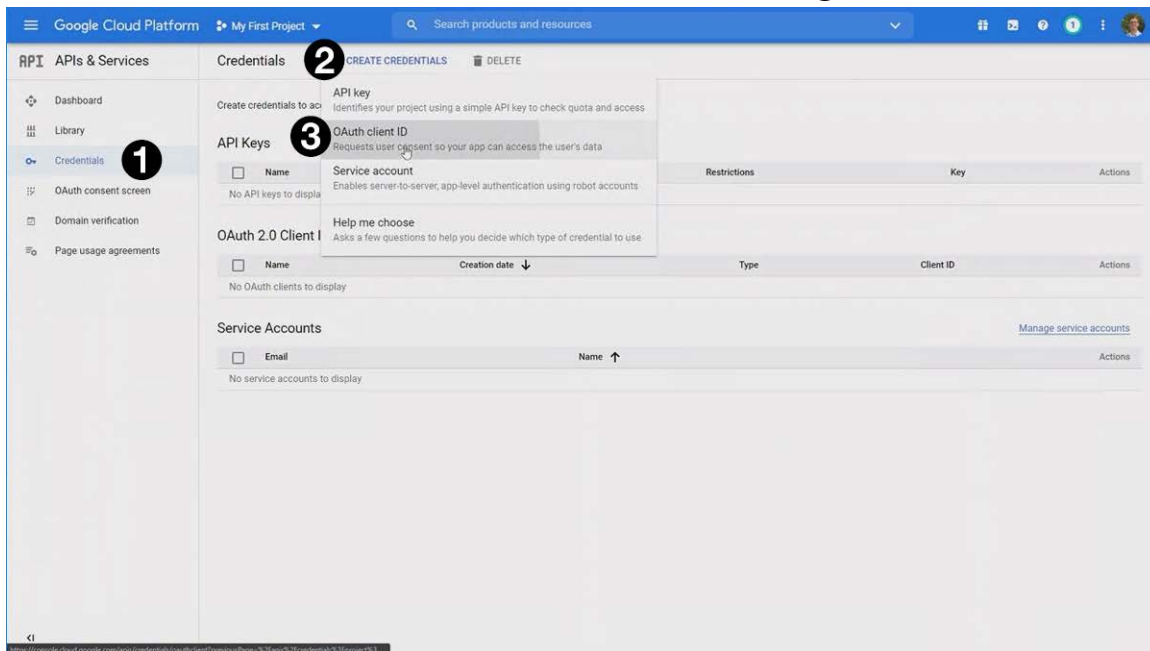 Google Cloud Platform My First Project Search products and resources 1
API APIs & Services
Credentials 2 CREATE CREDENTIALS DELETE
Dashboard
Library
Credentials 1
OAuth consent screen
Domain verification
Page usage agreements
Create credentials to
API key
Identifies your project using a simple API key to check quota and access
3 OAuth client ID
Requests user consent so your app can access the user's data
Service account
Enables server-to-server, app-level authentication using robot accounts
Help me choose
Asks a few questions to help you decide which type of credential to use
API Keys
Name Restrictions Key Actions
No API keys to displa
OAuth 2.0 Client I
Name Creation date Type Client ID Actions
No OAuth clients to display
Service Accounts Manage service accounts
Email Name Actions
No service accounts to display